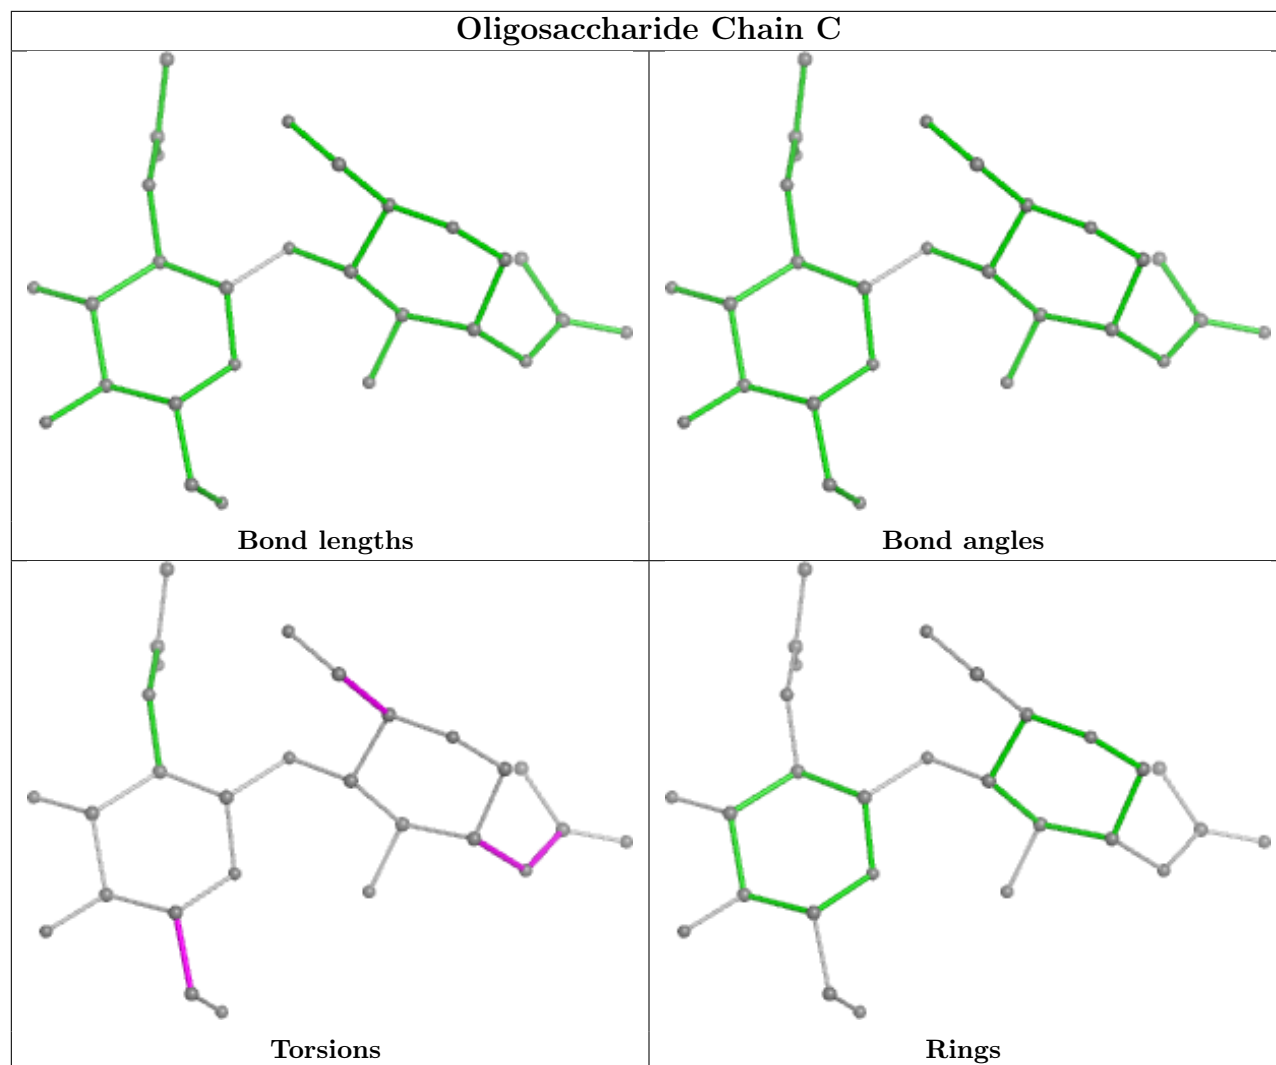 Oligosaccharide Chain C
Bond lengths
Bond angles
Torsions
Rings